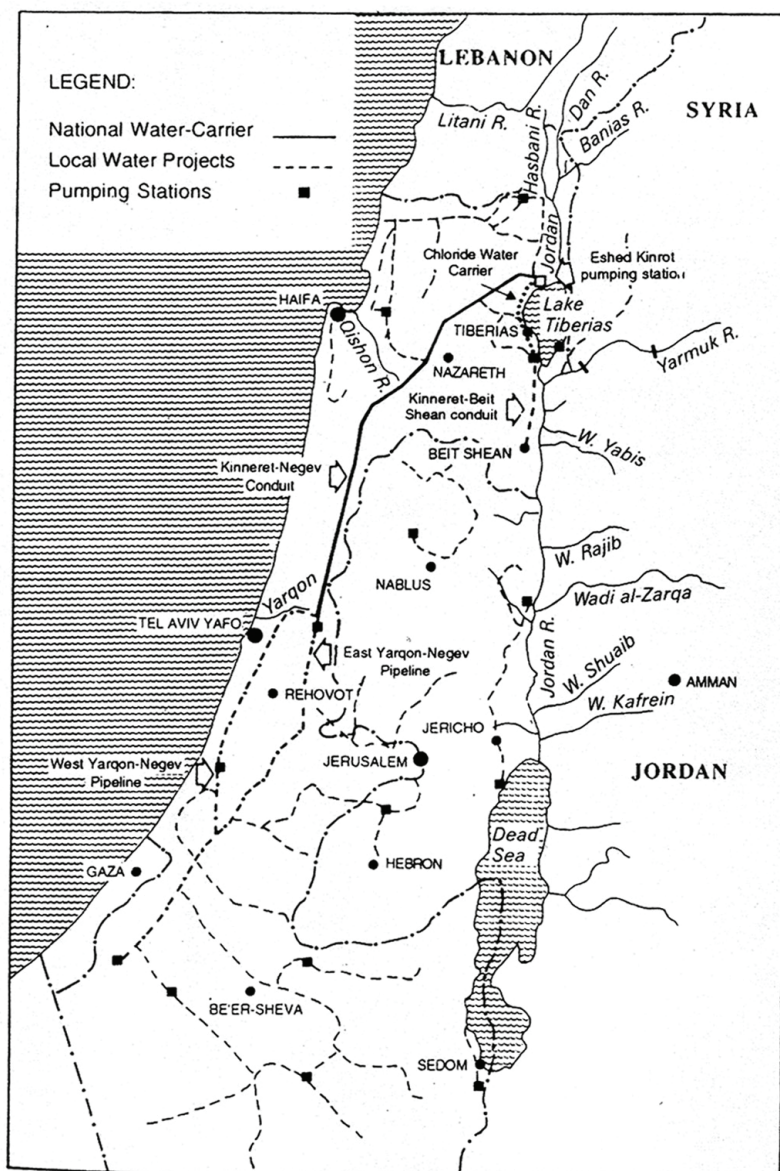 LEBANON
LEGEND:
National Water-Carrier
Local Water Projects
Pumping Stations
SYRIA
Litani R.
Hasbani R.
Dan R.
Banias R.
Jordan
Chloride Water
Carrier
Eshed Kinrot
pumping station
HAIFA
Qishon R.
Lake
Tiberias
TIBERIAS
NAZARETH
Yarmuk R.
Kinneret-Beit
Shean conduit
BEIT SHEAN
W. Yabis
Kinneret-Negev
Conduit
W. Rajib
NABLUS
Wadi al-Zarqa
Yarqon
TEL AVIV YAFO
East Yarqon-Negev
Pipeline
Jordan R.
W. Shuaib
AMMAN
REHOVOT
W. Kafrein
JERICHO
West Yarqon-Negev
Pipeline
JERUSALEM
JORDAN
Dead
Sea
GAZA
HEBRON
BE'ER-SHEVA
SEDOM